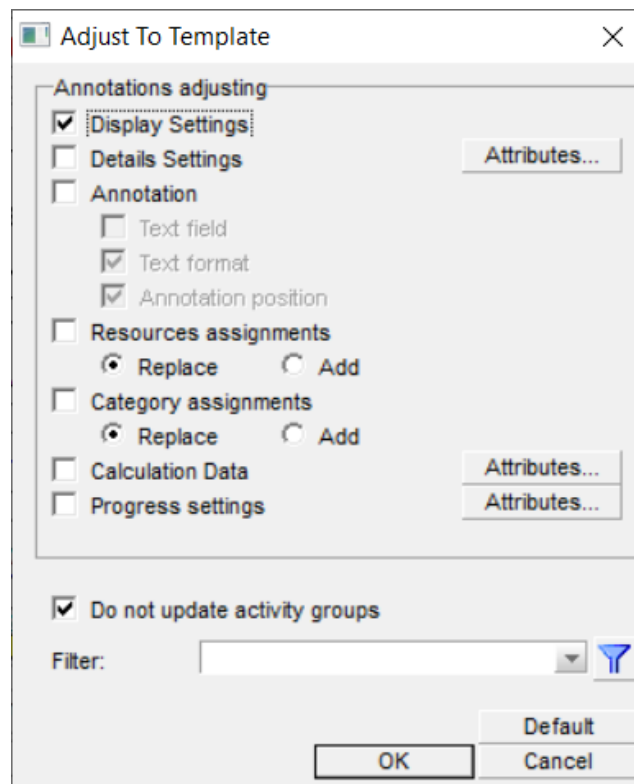 Adjust To Template
Annotations adjusting
Display Settings
Details Settings Attributes...
Annotation
Text field
Text format
Annotation position
Resources assignments
Replace Add
Category assignments
Replace Add
Calculation Data Attributes...
Progress settings Attributes...
Do not update activity groups
Filter:
Default
OK Cancel